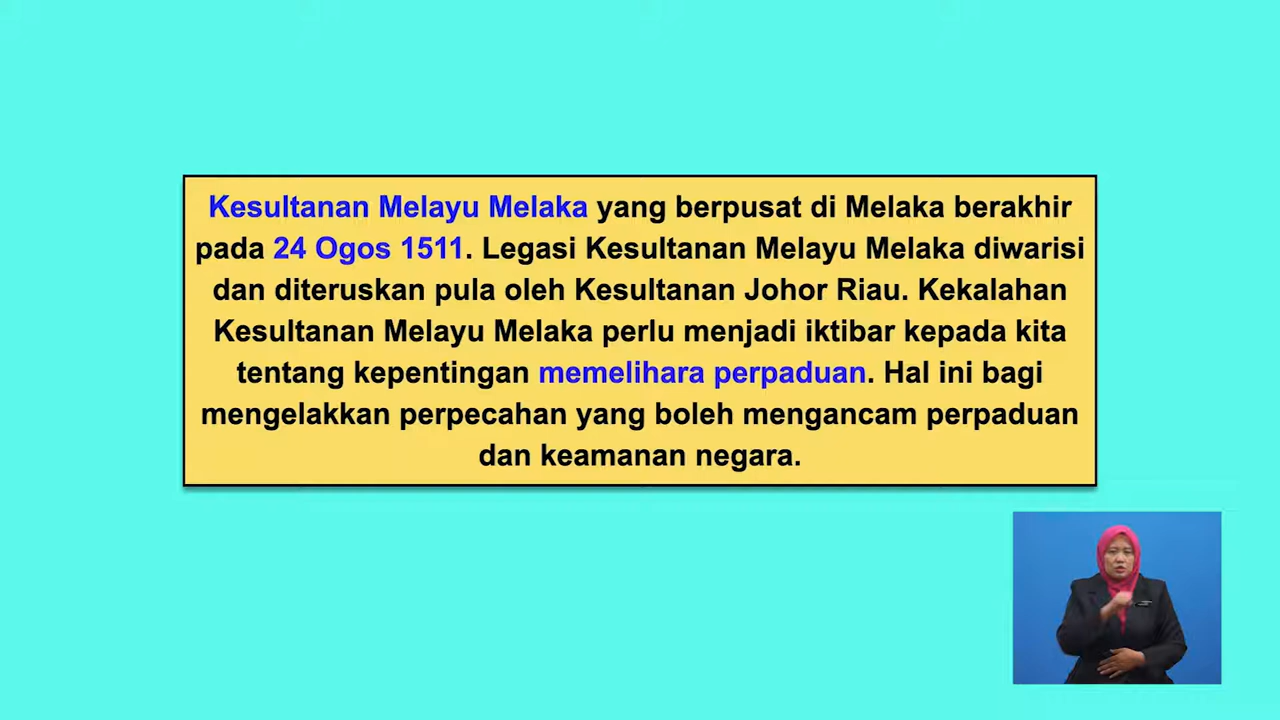 Kesultanan Melayu Melaka yang berpusat di Melaka berakhir
pada 24 Ogos 1511. Legasi Kesultanan Melayu Melaka diwarisi
dan diteruskan pula oleh Kesultanan Johor Riau. Kekalahan
Kesultanan Melayu Melaka perlu menjadi iktibar kepada kita
tentang kepentingan memelihara perpaduan. Hal ini bagi
mengelakkan perpecahan yang boleh mengancam perpaduan
dan keamanan negara.